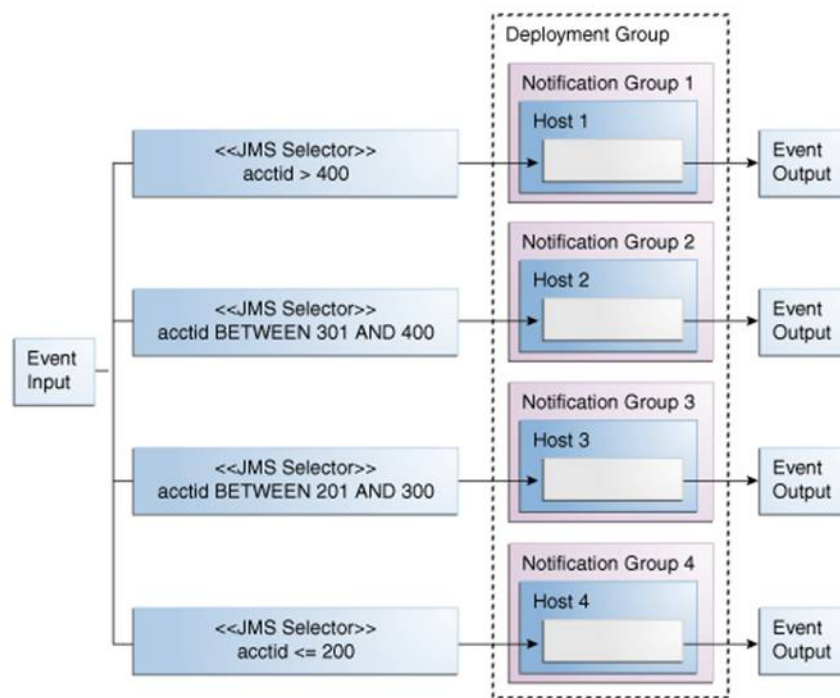 Deployment Group
Notification Group 1
Host 1
<<JMS Selector>>
acctid > 400
Event
Output
Notification Group 2
Host 2
<<JMS Selector>>
acctid BETWEEN 301 AND 400
Event
Output
Event
Input
Notification Group 3
Host 3
<<JMS Selector>>
acctid BETWEEN 201 AND 300
Event
Output
Notification Group 4
Host 4
<<JMS Selector>>
acctid <= 200
Event
Output